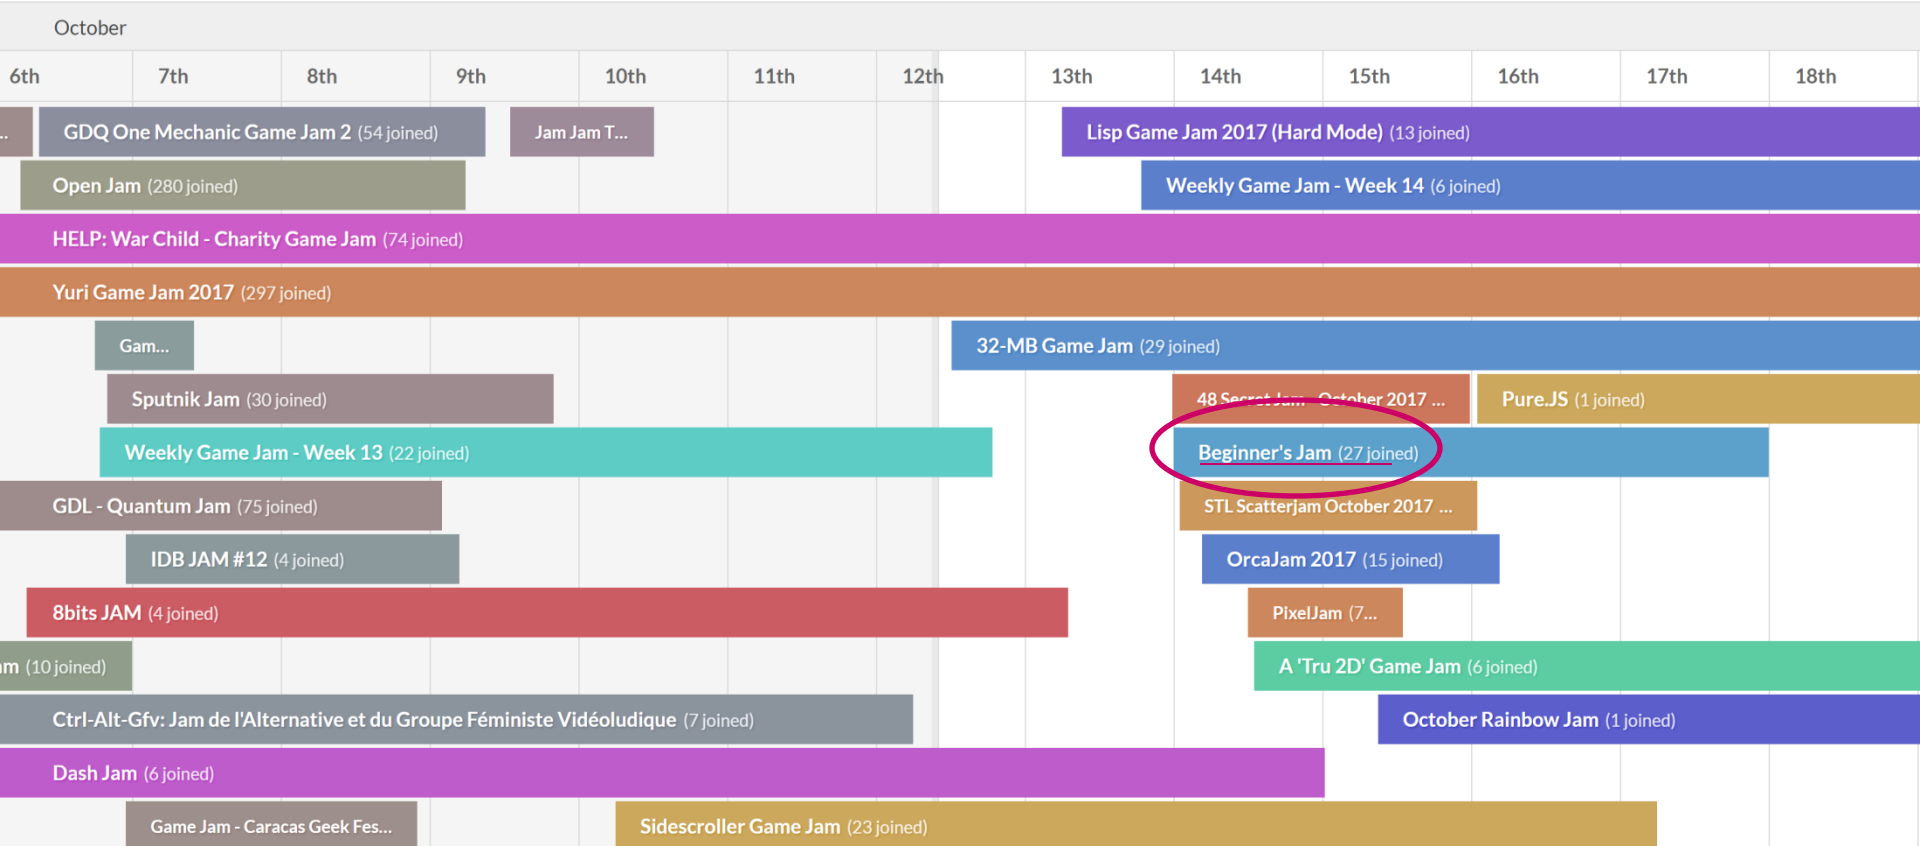 October
6th 7th 8th 9th 10th 11th 12th 13th 14th 15th 16th 17th 18th
... GDQ One Mechanic Game Jam 2 (54 joined) Jam Jam T... Lisp Game Jam 2017 (Hard Mode) (13 joined)
Open Jam (280 joined) Weekly Game Jam - Week 14 (6 joined)
HELP: War Child - Charity Game Jam (74 joined)
Yuri Game Jam 2017 (297 joined)
Gam... 32-MB Game Jam (29 joined)
Sputnik Jam (30 joined) 48 Secret Jam - October 2017 ... Pure.JS (1 joined)
Weekly Game Jam - Week 13 (22 joined) Beginner's Jam (27 joined)
GDL - Quantum Jam (75 joined) STL Scatterjam October 2017 ...
IDB JAM #12 (4 joined) OrcaJam 2017 (15 joined)
8bits JAM (4 joined) PixelJam (7...
am (10 joined) A 'Tru 2D' Game Jam (6 joined)
Ctrl-Alt-Gfv: Jam de l'Alternative et du Groupe Féministe Vidéoludique (7 joined) October Rainbow Jam (1 joined)
Dash Jam (6 joined)
Game Jam - Caracas Geek Fes... Sidescroller Game Jam (23 joined)